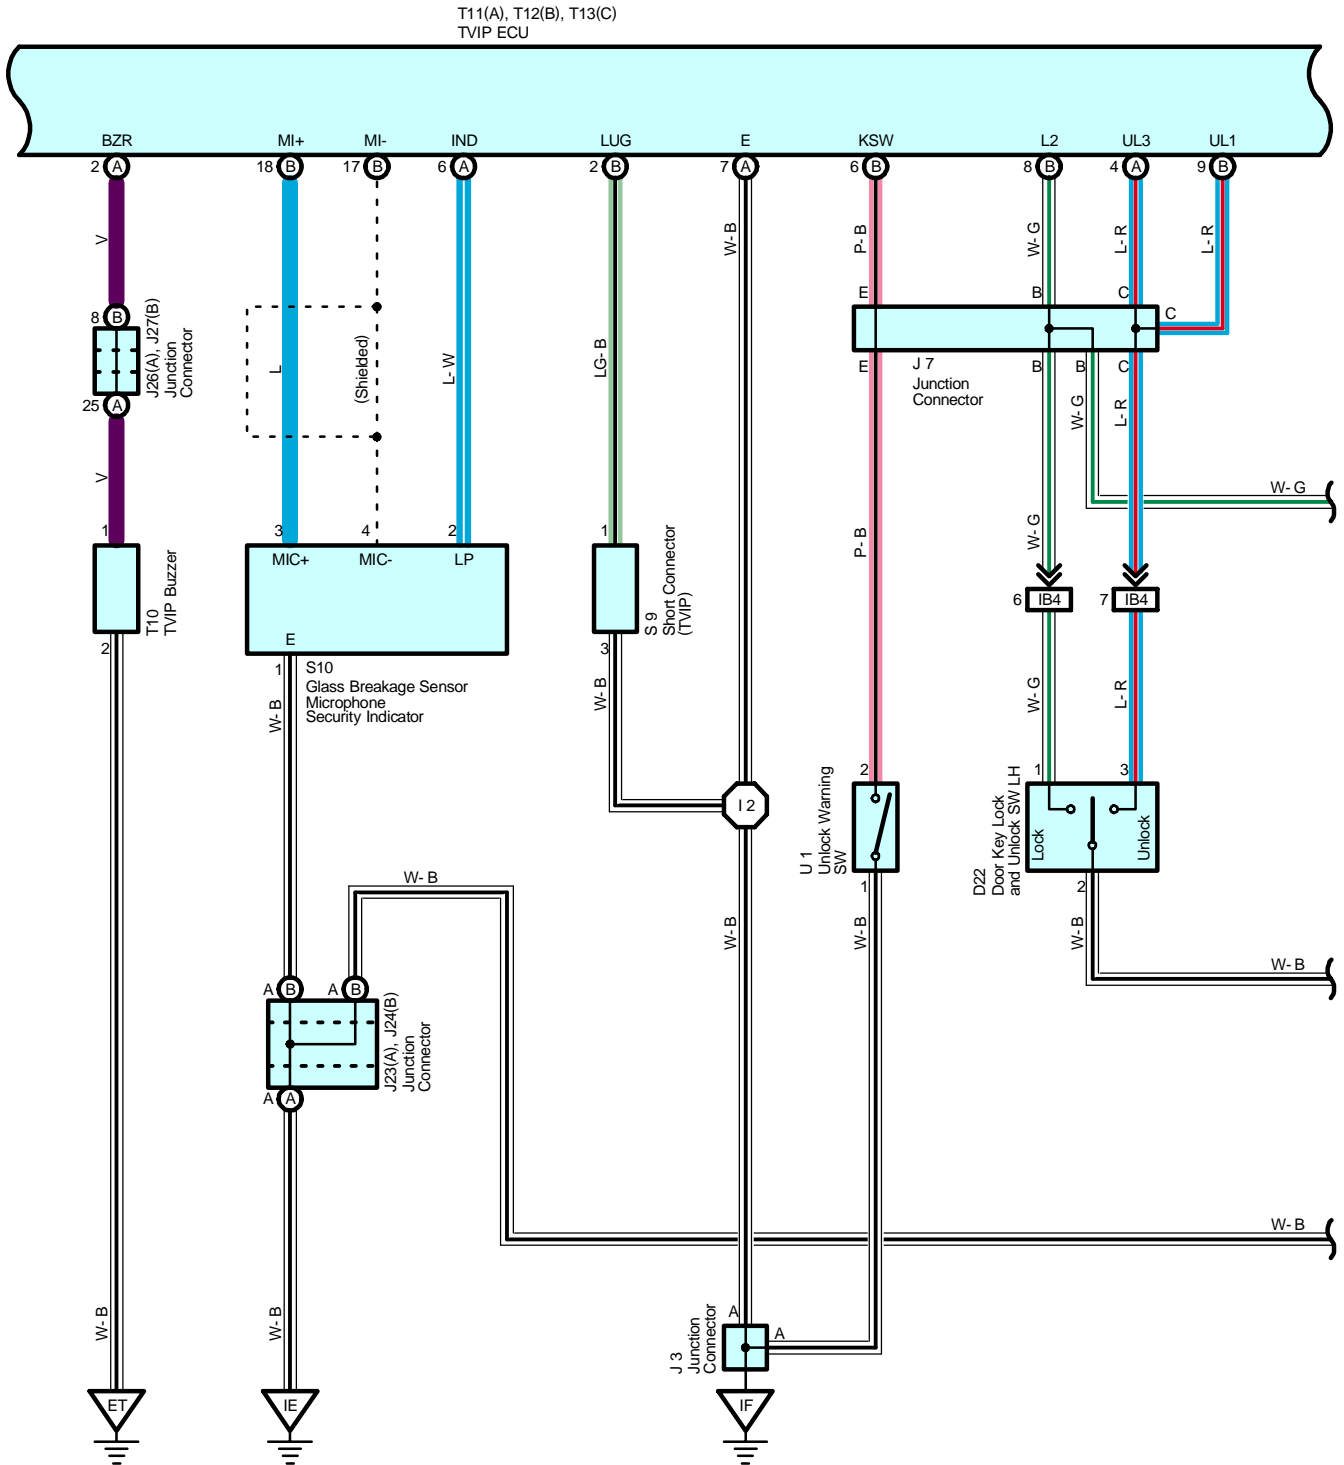 T11(A), T12(B), T13(C)
TVIP ECU
BZR MI+ MI- IND LUG E KSW L2 UL3 UL1
2 A 18 B 17 B 6 A 2 B 7 A 6 B 8 B 4 A 9 B
V
W- B
P- B
W- G
L- R
L- R
E B C
C
8 B
J26(A), J27(B)
Junction
Connector
25 A
L
(Shielded)
L- W
LG- B
E B B C
J 7
Junction
Connector
W- G
L- R
W- G
V
P- B
W- G
1 3 4 2 1
MIC+ MIC- LP
E
T10
TVIP Buzzer
S 9
Short Connector
(TVIP)
6 IB4 7 IB4
2
1
S10
Glass Breakage Sensor
Microphone
Security Indicator
3
W- B
W- B
W- G
L- R
I 2
2
U 1
Unlock Warning
SW
1
1 3
Lock
Unlock
D22
Door Key Lock
and Unlock SW LH
2
W- B
W- B
W- B
W- B
W- B
A B A B
J23(A), J24(B)
Junction
Connector
A A
W- B
W- B
W- B
A
A
J 3
Junction
Connector
ET IE IF